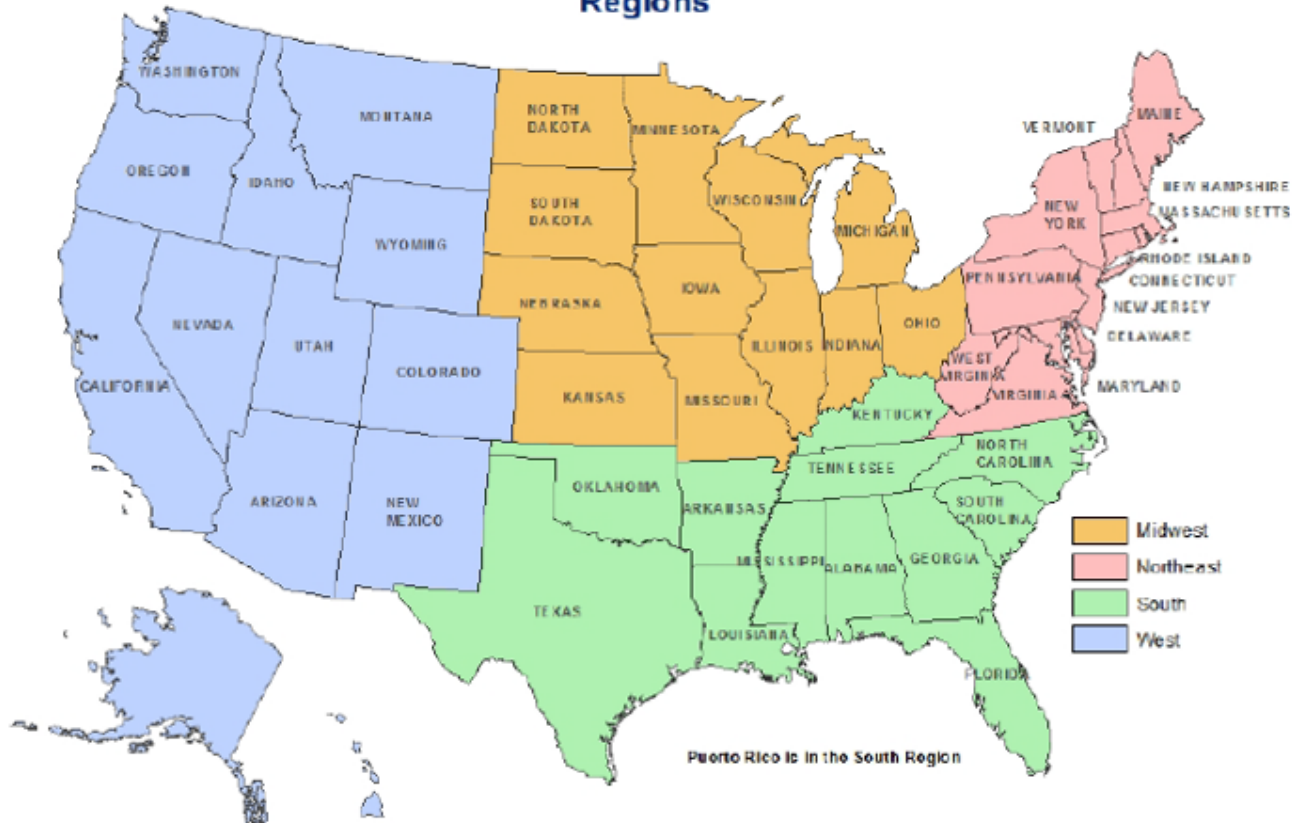 Regions
WASHINGTON
MONTANA
NORTH
DAKOTA
MINNESOTA
MAINE
VERMONT
OREGON
IDAHO
SOUTH
DAKOTA
WISCONSIN
MICHIGAN
NEW
YORK
NEW HAMPSHIRE
MASSACHUSETTS
WYOMING
RHODE ISLAND
CONNECTICUT
PENNSYLVANIA
NEW JERSEY
IOWA
NEBRASKA
NEVADA
UTAH
COLORADO
ILLINOIS
INDIANA
OHIO
DELAWARE
WEST
VIRGINIA
VIRGINIA
MARYLAND
CALIFORNIA
KANSAS
MISSOURI
KENTUCKY
NORTH
CAROLINA
TENNESSEE
OKLAHOMA
ARKANSAS
ARIZONA
NEW
MEXICO
SOUTH
CAROLINA
MISSISSIPPI
ALABAMA
GEORGIA
TEXAS
LOUISIANA
FLORIDA
Midwest
Northeast
South
West
Puerto Rico is in the South Region